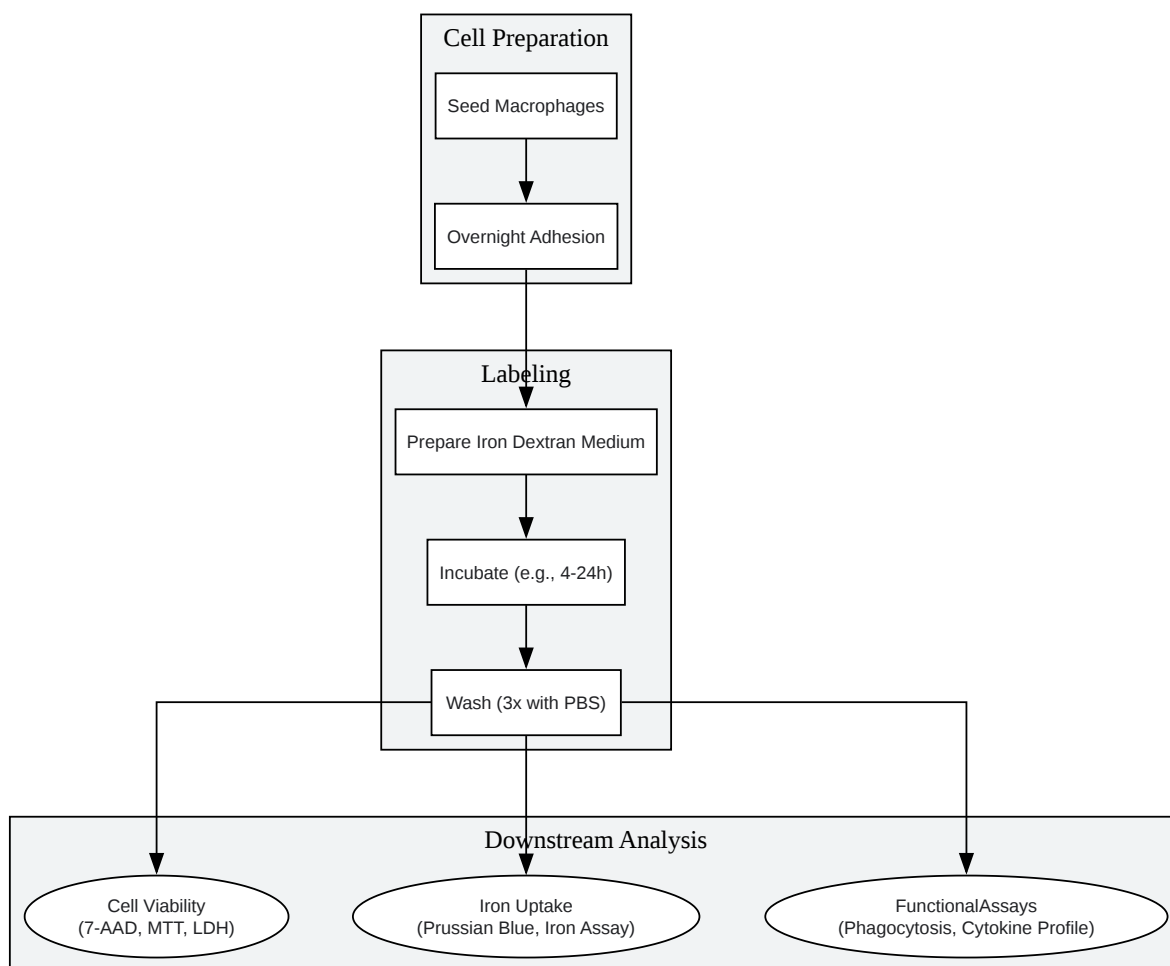 Cell Preparation
Seed Macrophages
Overnight Adhesion
Labeling
Prepare Iron Dextran Medium
Incubate (e.g., 4-24h)
Wash (3x with PBS)
Downstream Analysis
Cell Viability
(7-AAD, MTT, LDH)
Iron Uptake
(Prussian Blue, Iron Assay)
FunctionalAssays
(Phagocytosis, Cytokine Profile)